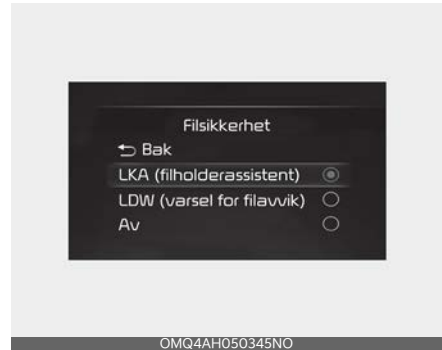 Filsikkerhet
Bak
LKA (filholderassistent)
LDW (varsel for filavvik)
Av
OMQ4AH050345NO